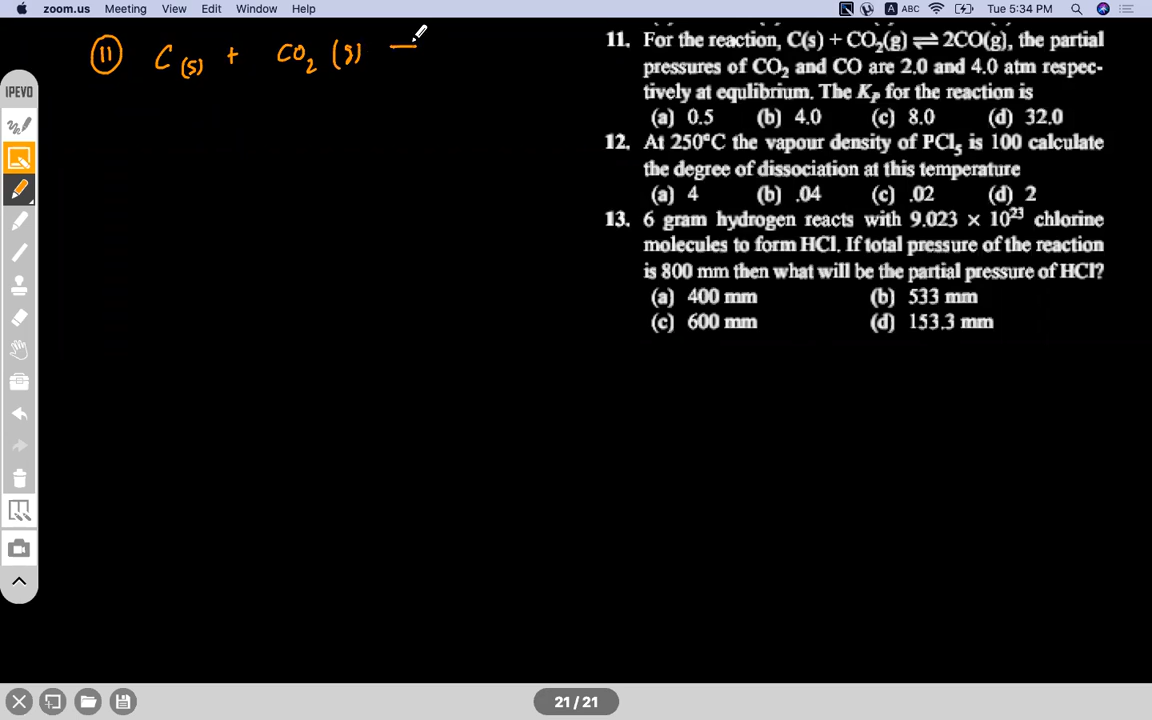 zoom.us Meeting View Edit Window Help A ABC Tue 5:34 PM
IPEVO
⑪ C (s) + CO₂ (g) —
11. For the reaction, C(s) + CO₂(g) ⇌ 2CO(g), the partial
pressures of CO₂ and CO are 2.0 and 4.0 atm respec-
tively at equlibrium. The Kₚ for the reaction is
(a) 0.5 (b) 4.0 (c) 8.0 (d) 32.0
12. At 250°C the vapour density of PCl₅ is 100 calculate
the degree of dissociation at this temperature
(a) 4 (b) .04 (c) .02 (d) 2
13. 6 gram hydrogen reacts with 9.023 × 10²³ chlorine
molecules to form HCl. If total pressure of the reaction
is 800 mm then what will be the partial pressure of HCl?
(a) 400 mm (b) 533 mm
(c) 600 mm (d) 153.3 mm
21 / 21